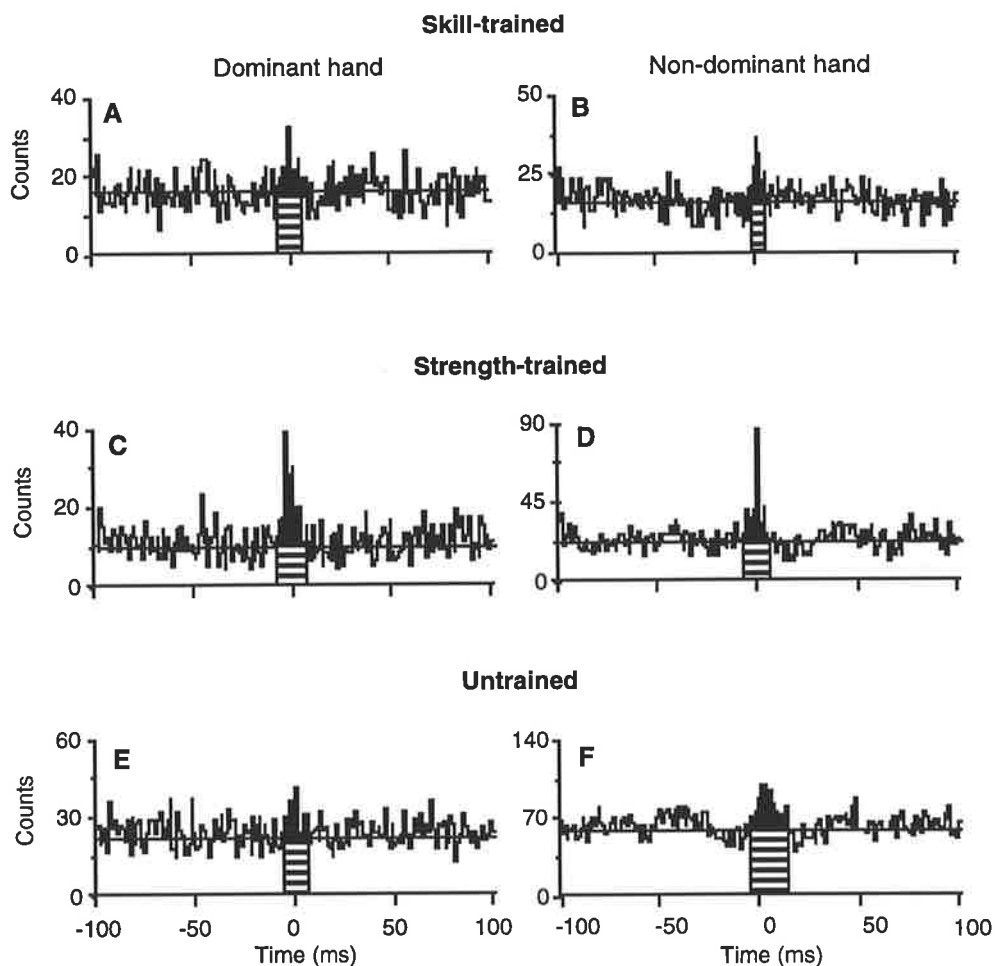 Skill-trained
Dominant hand Non-dominant hand
40 A 50 B
Counts
20 25
0 0
Strength-trained
40 C 90 D
Counts
20 45
0 0
Untrained
60 E 140 F
Counts
30 70
0 0
-100 -50 0 50 100 -100 -50 0 50 100
Time (ms) Time (ms)